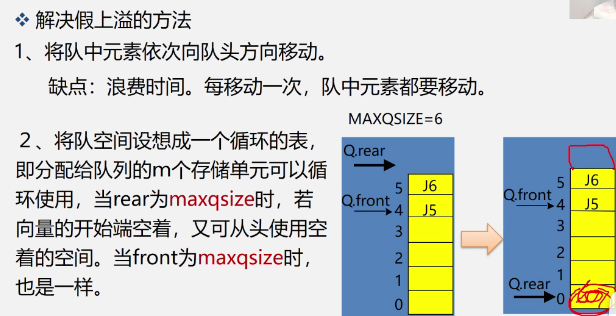 ❖ 解决假上溢的方法
1、将队中元素依次向队头方向移动。
缺点：浪费时间。每移动一次，队中元素都要移动。
2、将队空间设想成一个循环的表，
即分配给队列的m个存储单元可以循
环使用，当rear为maxqsize时，若
向量的开始端空着，又可从头使用空
着的空间。当front为maxqsize时，
也是一样。
MAXQSIZE=6
Q.rear
5 J6
Q.front 4 J5
3
2
1
0
5 J6
Q.front 4 J5
3
2
1
Q.rear 0